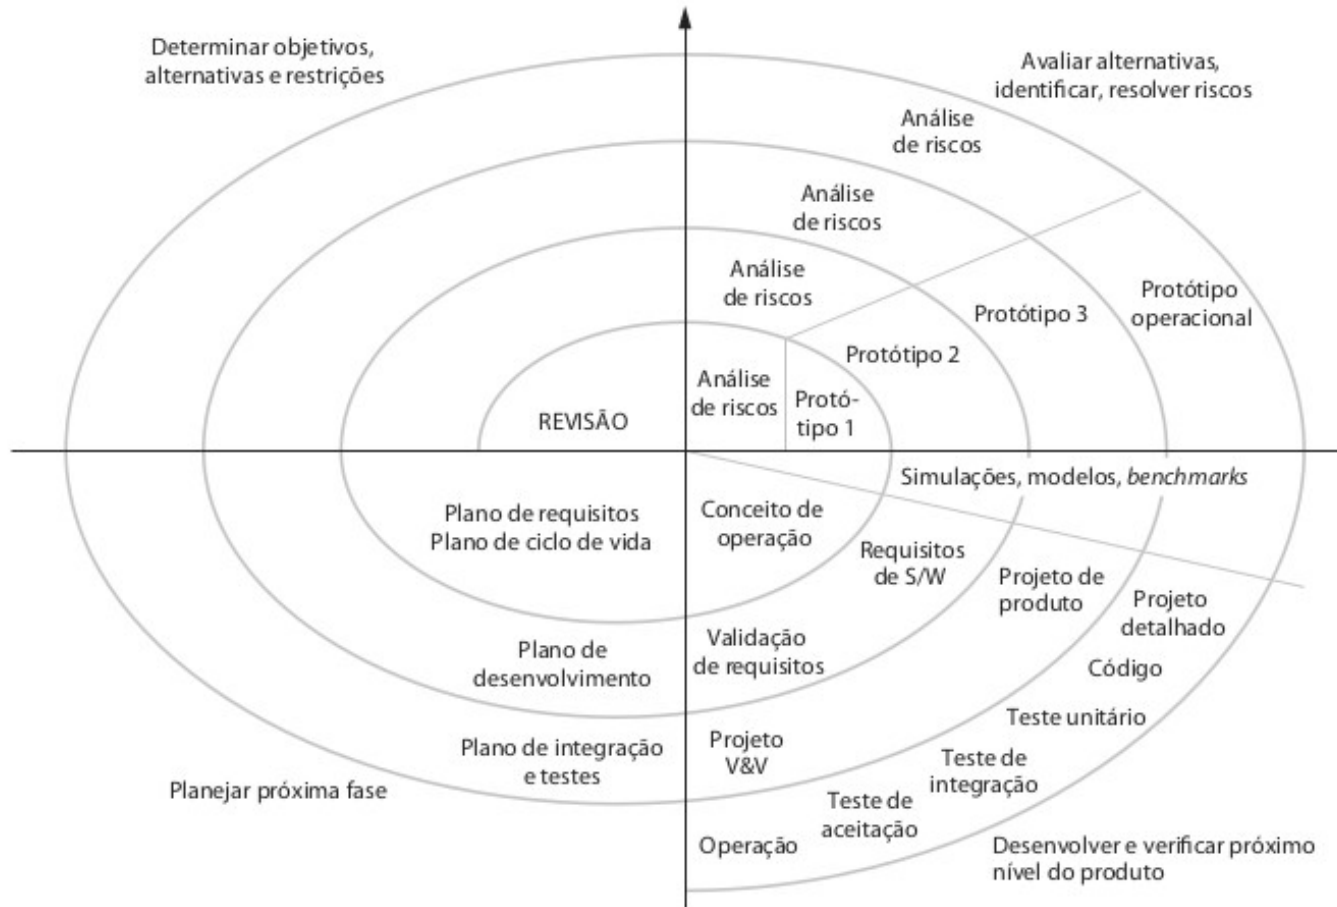 Determinar objetivos,
alternativas e restrições
Avaliar alternativas,
identificar, resolver riscos
Análise
de riscos
Análise
de riscos
Análise
de riscos
Protótipo
operacional
Protótipo 3
Protótipo 2
Análise
de riscos
Protó-
tipo 1
REVISÃO
Simulações, modelos, benchmarks
Plano de requisitos
Plano de ciclo de vida
Conceito de
operação
Requisitos
de S/W
Projeto de
produto
Projeto
detalhado
Plano de
desenvolvimento
Validação
de requisitos
Código
Teste unitário
Plano de integração
e testes
Projeto
V&V
Teste de
integração
Planejar próxima fase
Teste de
aceitação
Operação
Desenvolver e verificar próximo
nível do produto